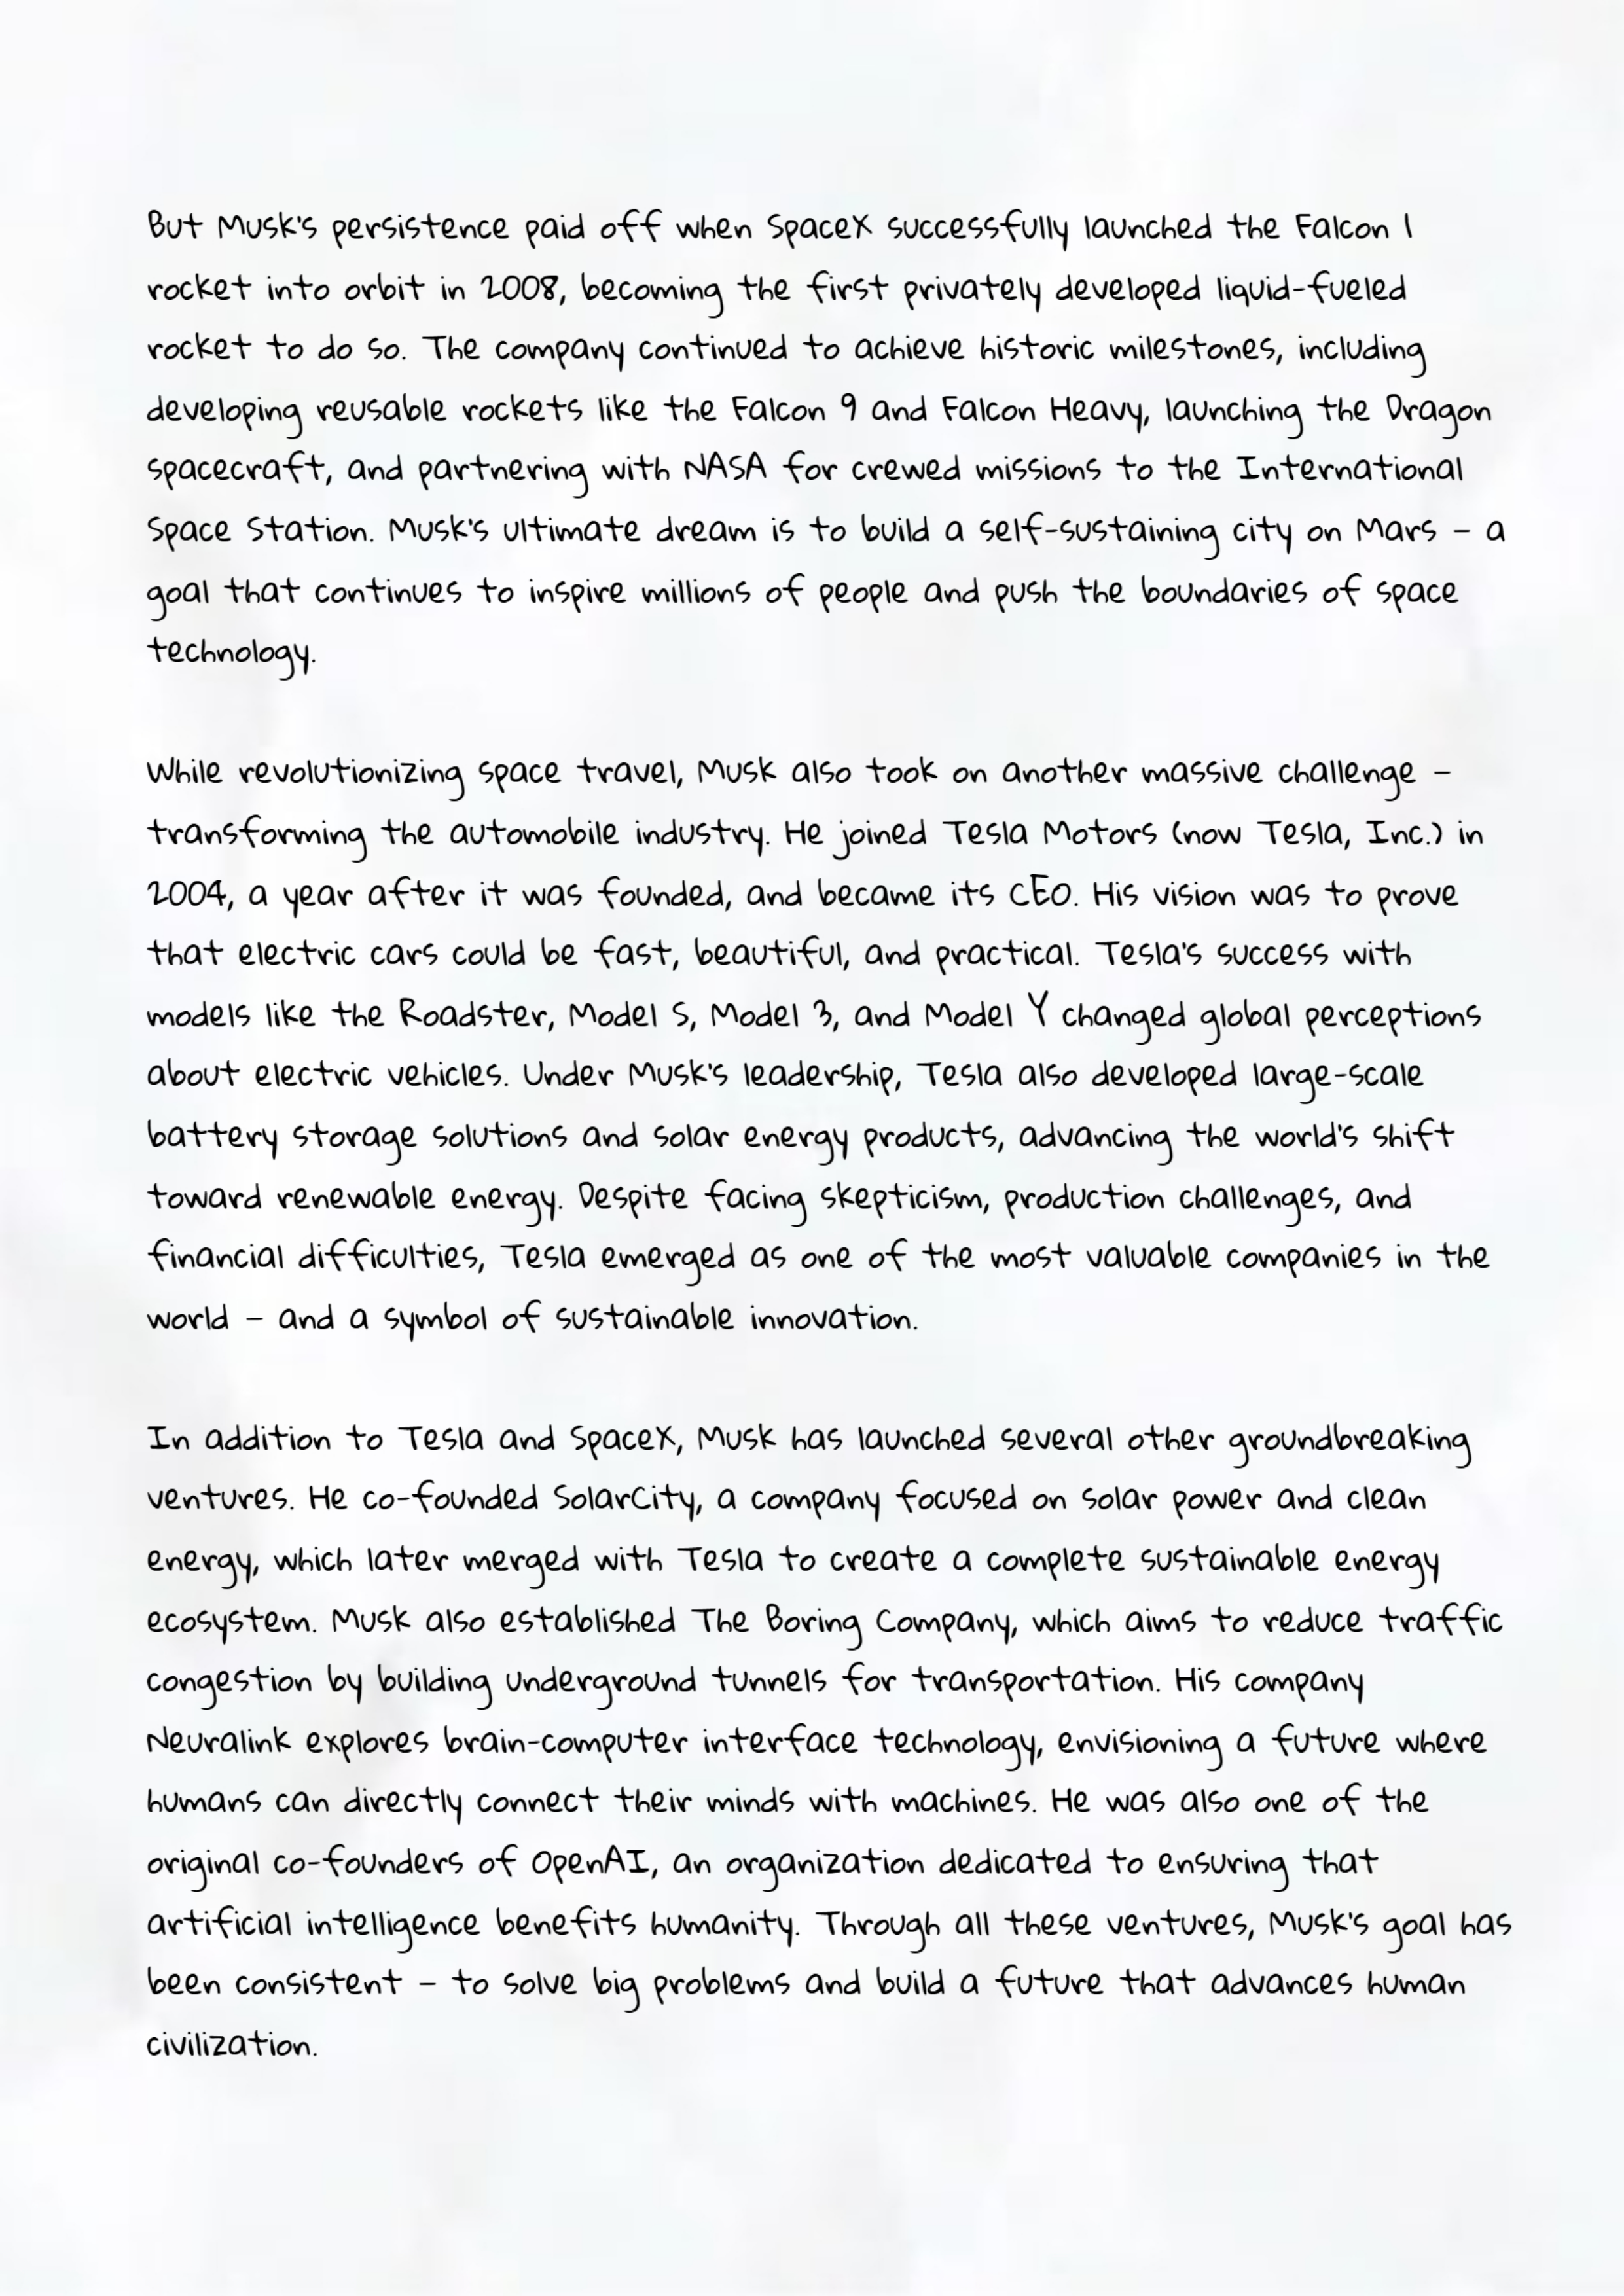 But Musk's persistence paid off when SpaceX successfully launched the Falcon 1
rocket into orbit in 2008, becoming the first privately developed liquid-fueled
rocket to do so. The company continued to achieve historic milestones, including
developing reusable rockets like the Falcon 9 and Falcon Heavy, launching the Dragon
spacecraft, and partnering with NASA for crewed missions to the International
Space Station. Musk's ultimate dream is to build a self-sustaining city on Mars – a
goal that continues to inspire millions of people and push the boundaries of space
technology.

While revolutionizing space travel, Musk also took on another massive challenge –
transforming the automobile industry. He joined Tesla Motors (now Tesla, Inc.) in
2004, a year after it was founded, and became its CEO. His vision was to prove
that electric cars could be fast, beautiful, and practical. Tesla's success with
models like the Roadster, Model S, Model 3, and Model Y changed global perceptions
about electric vehicles. Under Musk's leadership, Tesla also developed large-scale
battery storage solutions and solar energy products, advancing the world's shift
toward renewable energy. Despite facing skepticism, production challenges, and
financial difficulties, Tesla emerged as one of the most valuable companies in the
world – and a symbol of sustainable innovation.

In addition to Tesla and SpaceX, Musk has launched several other groundbreaking
ventures. He co-founded SolarCity, a company focused on solar power and clean
energy, which later merged with Tesla to create a complete sustainable energy
ecosystem. Musk also established The Boring Company, which aims to reduce traffic
congestion by building underground tunnels for transportation. His company
Neuralink explores brain-computer interface technology, envisioning a future where
humans can directly connect their minds with machines. He was also one of the
original co-founders of OpenAI, an organization dedicated to ensuring that
artificial intelligence benefits humanity. Through all these ventures, Musk's goal has
been consistent – to solve big problems and build a future that advances human
civilization.